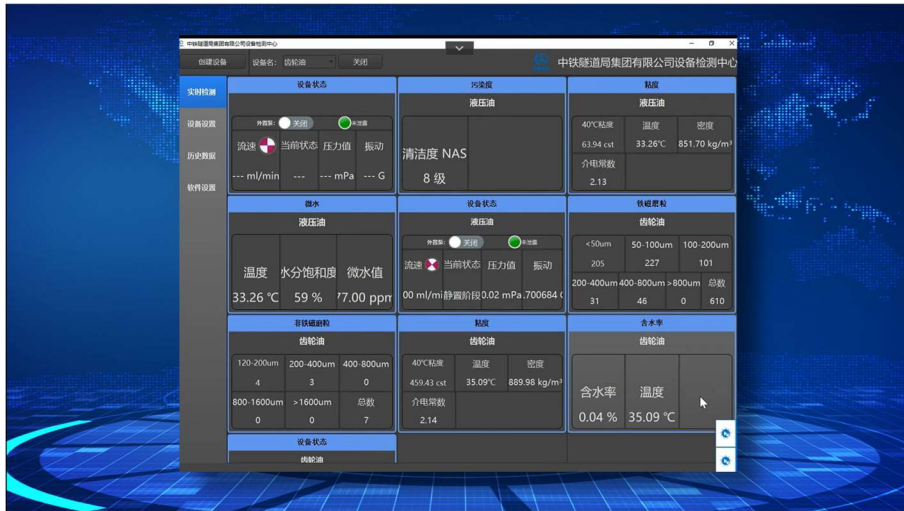 中铁隧道局集团有限公司设备检测中心
创建设备 设备名: 齿轮油 关闭 中铁隧道局集团有限公司设备检测中心
实时检测
设备设置
历史数据
软件设置
设备状态
外置泵: 关闭 未泄露
流速 当前状态 压力值 振动
--- ml/min --- --- mPa --- G
污染度
液压油
清洁度 NAS
8 级
粘度
液压油
40℃粘度 温度 密度
63.94 cst 33.26℃ 851.70 kg/m³
介电常数
2.13
微水
液压油
温度 水分饱和度 微水值
33.26 ℃ 59 % 77.00 ppm
设备状态
液压油
外置泵: 关闭 未泄露
流速 当前状态 压力值 振动
00 ml/mi 静置阶段 0.02 mPa .700684
铁磁磨粒
齿轮油
<50um 50-100um 100-200um
205 227 101
200-400um 400-800um >800um 总数
31 46 0 610
非铁磁磨粒
齿轮油
120-200um 200-400um 400-800um
4 3 0
800-1600um >1600um 总数
0 0 7
粘度
齿轮油
40℃粘度 温度 密度
459.43 cst 35.09℃ 889.98 kg/m³
介电常数
2.14
含水率
齿轮油
含水率 温度
0.04 % 35.09 ℃
设备状态
齿轮油